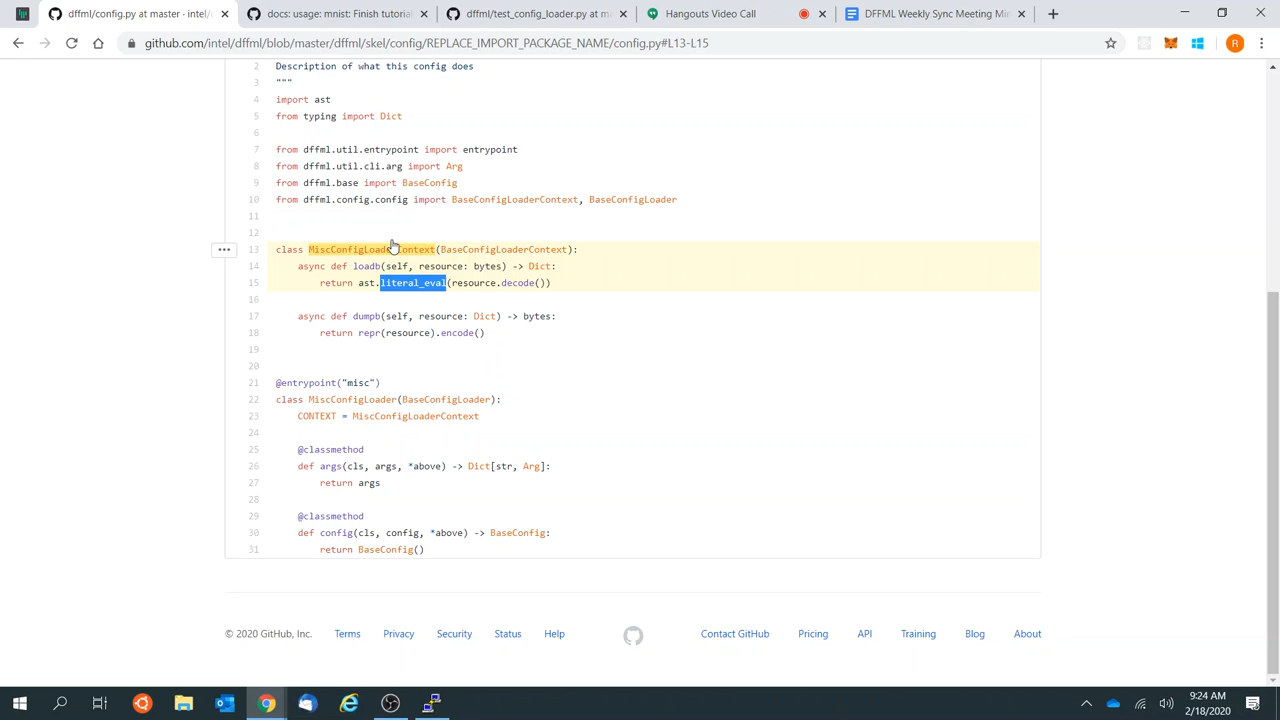 config.py at master · intel/d
docs: usage: mnist: Finish tutorial
dffml/test_config_loader.py at m
Hangouts Video Call
DFFML Weekly Sync Meeting Min
github.com/intel/dffml/blob/master/dffml/skel/config/REPLACE_IMPORT_PACKAGE_NAME/config.py#L13-L15
R
2 Description of what this config does
3 """
4 import ast
5 from typing import Dict
6
7 from dffml.util.entrypoint import entrypoint
8 from dffml.util.cli.arg import Arg
9 from dffml.base import BaseConfig
10 from dffml.config.config import BaseConfigLoaderContext, BaseConfigLoader
11
12
13 class MiscConfigLoaderContext(BaseConfigLoaderContext):
14 async def loadb(self, resource: bytes) -> Dict:
15 return ast.literal_eval(resource.decode())
16
17 async def dumpb(self, resource: Dict) -> bytes:
18 return repr(resource).encode()
19
20
21 @entrypoint("misc")
22 class MiscConfigLoader(BaseConfigLoader):
23 CONTEXT = MiscConfigLoaderContext
24
25 @classmethod
26 def args(cls, args, *above) -> Dict[str, Arg]:
27 return args
28
29 @classmethod
30 def config(cls, config, *above) -> BaseConfig:
31 return BaseConfig()
© 2020 GitHub, Inc. Terms Privacy Security Status Help Contact GitHub Pricing API Training Blog About
9:24 AM
2/18/2020